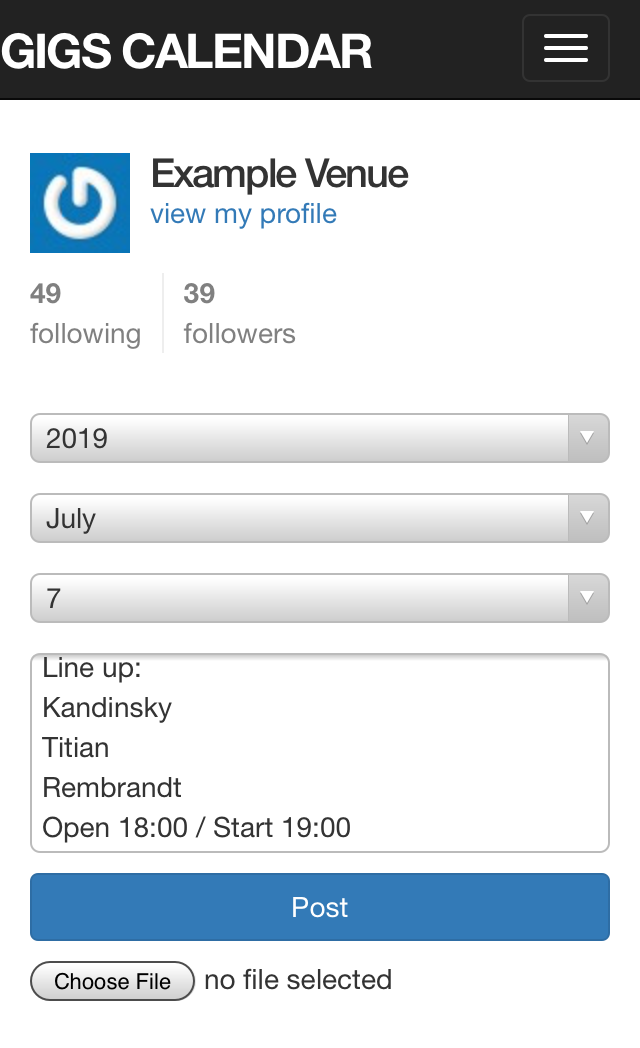 GIGS CALENDAR
Example Venue
view my profile
49
following
39
followers
2019
July
7
Line up:
Kandinsky
Titian
Rembrandt
Open 18:00 / Start 19:00
Post
Choose File no file selected